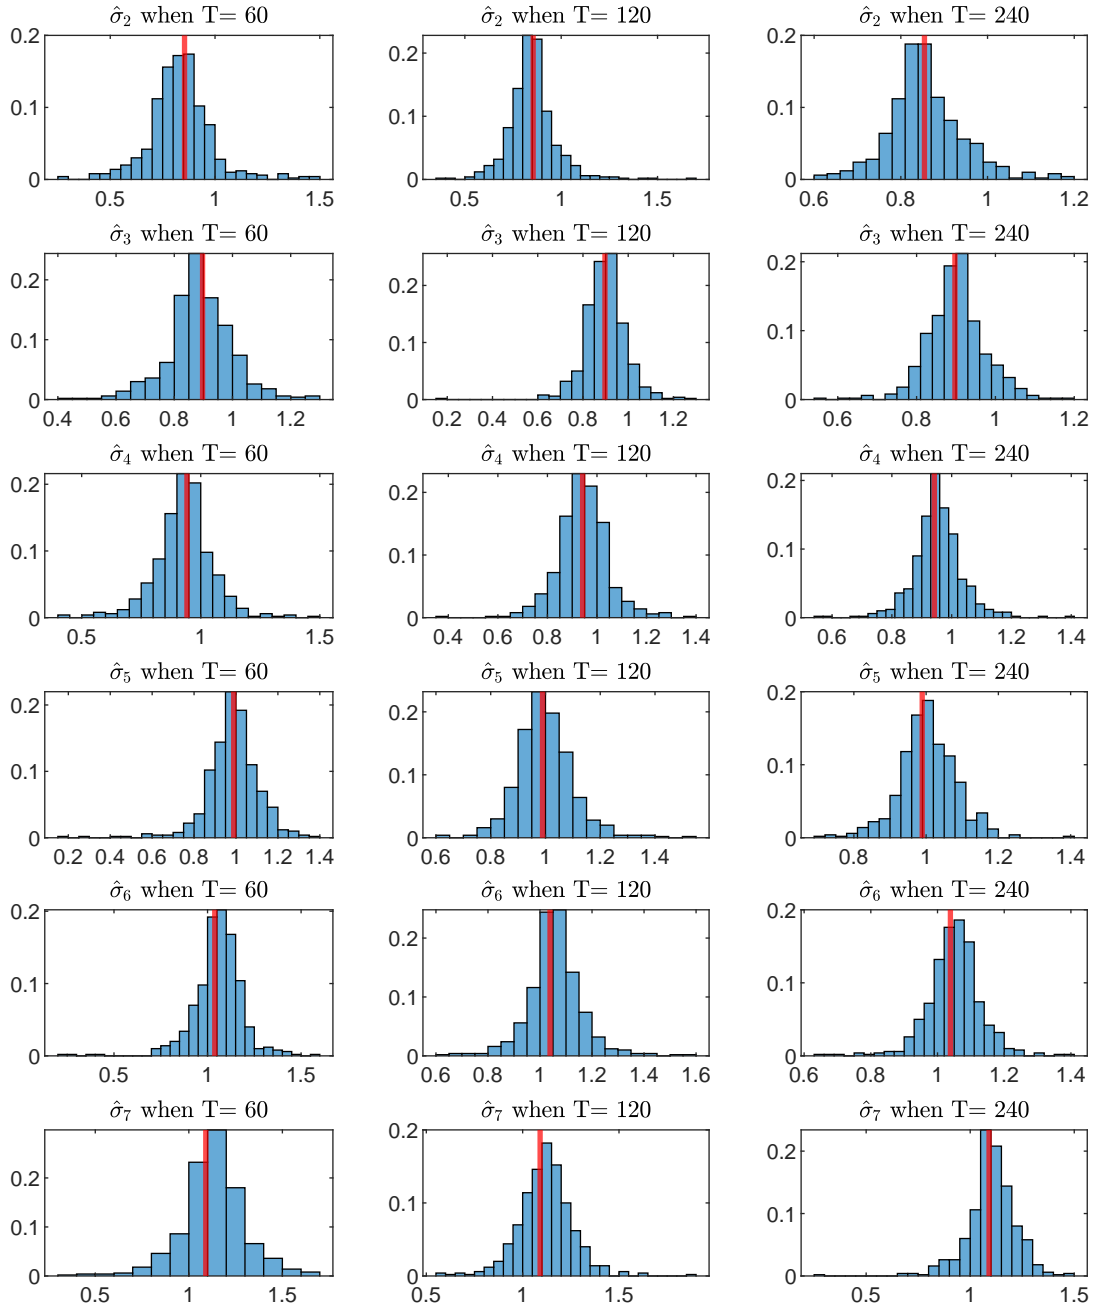 σ̂₂ when T= 60 σ̂₂ when T= 120 σ̂₂ when T= 240
0.2 0.2 0.2
0.1 0.1 0.1
0 0 0
0.5 1 1.5 0.5 1 1.5 0.6 0.8 1 1.2
σ̂₃ when T= 60 σ̂₃ when T= 120 σ̂₃ when T= 240
0.2 0.2 0.2
0.1 0.1 0.1
0 0 0
0.4 0.6 0.8 1 1.2 0.2 0.4 0.6 0.8 1 1.2 0.6 0.8 1 1.2
σ̂₄ when T= 60 σ̂₄ when T= 120 σ̂₄ when T= 240
0.2 0.2 0.2
0.1 0.1 0.1
0 0 0
0.5 1 1.5 0.4 0.6 0.8 1 1.2 1.4 0.6 0.8 1 1.2 1.4
σ̂₅ when T= 60 σ̂₅ when T= 120 σ̂₅ when T= 240
0.2 0.2 0.2
0.1 0.1 0.1
0 0 0
0.2 0.4 0.6 0.8 1 1.2 1.4 0.6 0.8 1 1.2 1.4 0.8 1 1.2 1.4
σ̂₆ when T= 60 σ̂₆ when T= 120 σ̂₆ when T= 240
0.2 0.2 0.2
0.1 0.1 0.1
0 0 0
0.5 1 1.5 0.6 0.8 1 1.2 1.4 1.6 0.6 0.8 1 1.2 1.4
σ̂₇ when T= 60 σ̂₇ when T= 120 σ̂₇ when T= 240
0.2 0.2 0.2
0.1 0.1 0.1
0 0 0
0.5 1 1.5 0.5 1 1.5 0.5 1 1.5